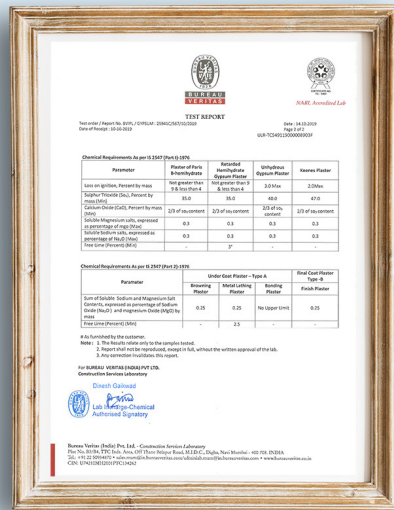 BUREAU
VERITAS
NABL Accredited Lab
TEST REPORT
Date : 14.10.2019
Date of Receipt : 10.10.2019 Page 2 of 2
Chemical Requirements As per IS 2547 (Part I)-1976
Parameter Plaster of Paris B-hemihydrate Retarded Hemihydrate Gypsum Plaster Unhydrous Gypsum Plaster Keenes Plaster
Loss on ignition, Percent by mass Not greater than 9 & less than 4 Not greater than 9 & less than 4 3.0 Max 2.0Max
Sulphur Trioxide (So₃), Percent by mass (Min) 35.0 35.0 40.0 47.0
Calcium Oxide (CaO), Percent by mass (Min) 2/3 of so₃ content 2/3 of so₃ content 2/3 of so₃ content 2/3 of so₃ content
Soluble Magnesium salts, expressed as percentage of mgo (Max) 0.3 0.3 0.3 0.3
Soluble Sodium salts, expressed as percentage of Na₂O (Max) 0.3 0.3 0.3 0.3
Free lime (Percent) (Min) - 3" - -
Chemical Requirements As per IS 2547 (Part 2)-1976
Parameter Under Coat Plaster – Type A Final Coat Plaster Type -B
Browning Plaster Metal Lathing Plaster Bonding Plaster Finish Plaster
Sum of Soluble Sodium and Magnesium Salt Contents, expressed as percentage of Sodium Oxide (Na₂O) and magnesium Oxide (MgO) by mass 0.25 0.25 No Upper Limit 0.25
Free Lime (Percent) (Min) - 2.5 - -
# As furnished by the customer.
Note : 1. The Results relate only to the samples tested.
2. Report shall not be reproduced, except in full, without the written approval of the lab.
3. Any correction invalidates this report.
For BUREAU VERITAS (INDIA) PVT. LTD.
Construction Services Laboratory
Dinesh Gaikwad
Lab Incharge-Chemical
Authorised Signatory
Bureau Veritas (India) Pvt. Ltd. - Construction Services Laboratory